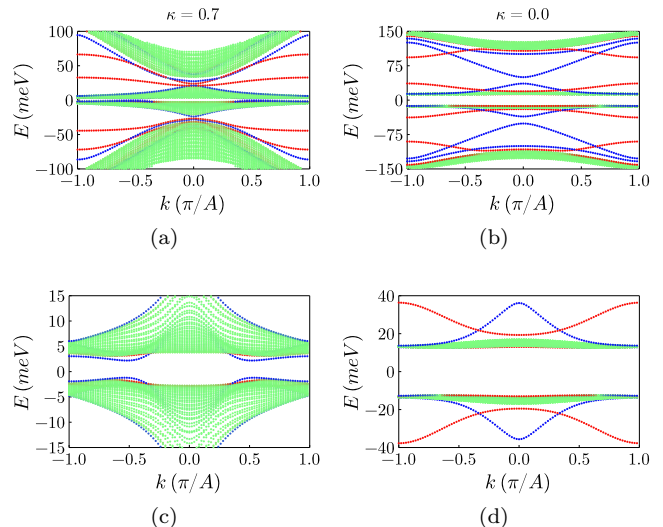 κ = 0.7
κ = 0.0
100
50
0
−50
−100
E (meV)
−1.0 −0.5 0.0 0.5 1.0
k (π/A)
(a)
150
75
0
−75
−150
E (meV)
−1.0 −0.5 0.0 0.5 1.0
k (π/A)
(b)
15
10
5
0
−5
−10
−15
E (meV)
−1.0 −0.5 0.0 0.5 1.0
k (π/A)
(c)
40
20
0
−20
−40
E (meV)
−1.0 −0.5 0.0 0.5 1.0
k (π/A)
(d)